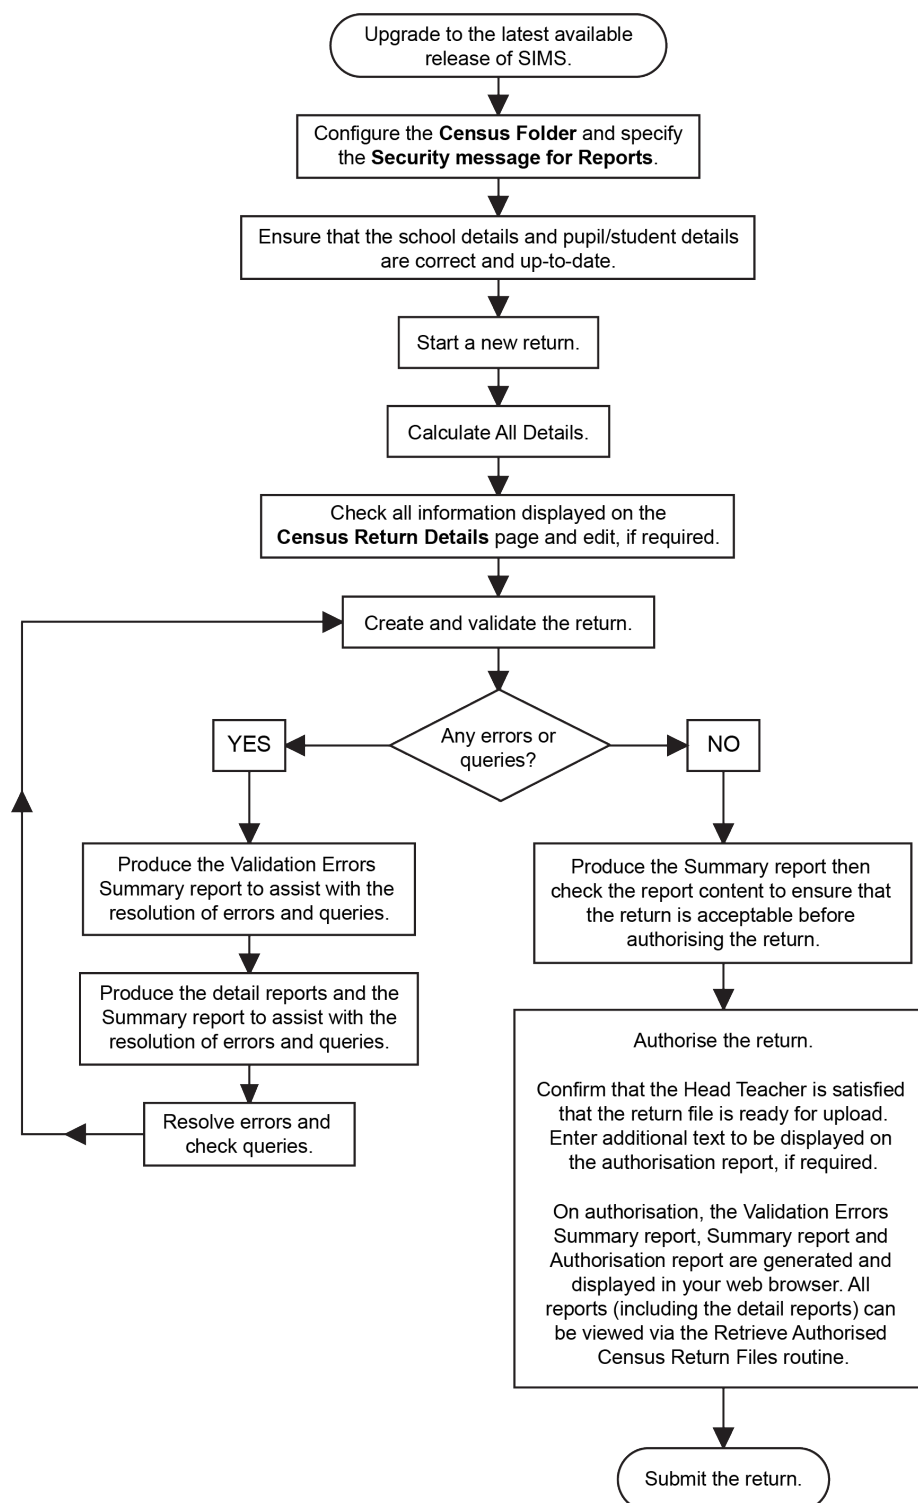 Upgrade to the latest available
release of SIMS.
Configure the Census Folder and specify
the Security message for Reports.
Ensure that the school details and pupil/student details
are correct and up-to-date.
Start a new return.
Calculate All Details.
Check all information displayed on the
Census Return Details page and edit, if required.
Create and validate the return.
Any errors or
queries?
YES
NO
Produce the Validation Errors
Summary report to assist with the
resolution of errors and queries.
Produce the detail reports and the
Summary report to assist with the
resolution of errors and queries.
Resolve errors and
check queries.
Produce the Summary report then
check the report content to ensure that
the return is acceptable before
authorising the return.
Authorise the return.
Confirm that the Head Teacher is satisfied
that the return file is ready for upload.
Enter additional text to be displayed on
the authorisation report, if required.
On authorisation, the Validation Errors
Summary report, Summary report and
Authorisation report are generated and
displayed in your web browser. All
reports (including the detail reports) can
be viewed via the Retrieve Authorised
Census Return Files routine.
Submit the return.